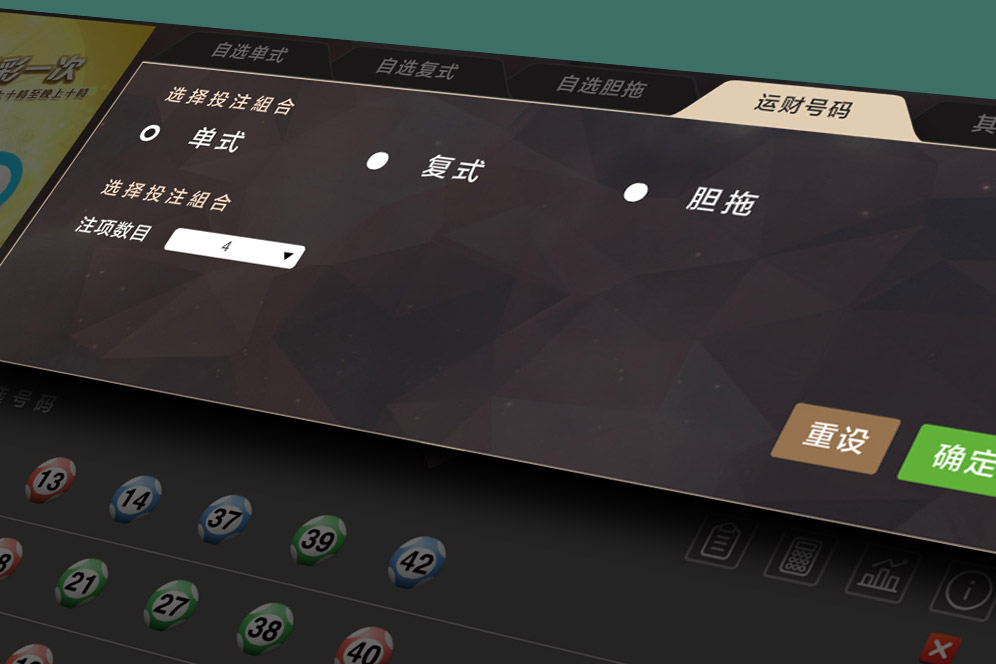 彩一次
十時至晚上十時
自选单式
自选复式
自选胆拖
运财号码
其
选择投注組合
单式
复式
胆拖
选择投注組合
注项数目
4
重设
确定
号码
13
14
37
39
42
8
21
27
38
40